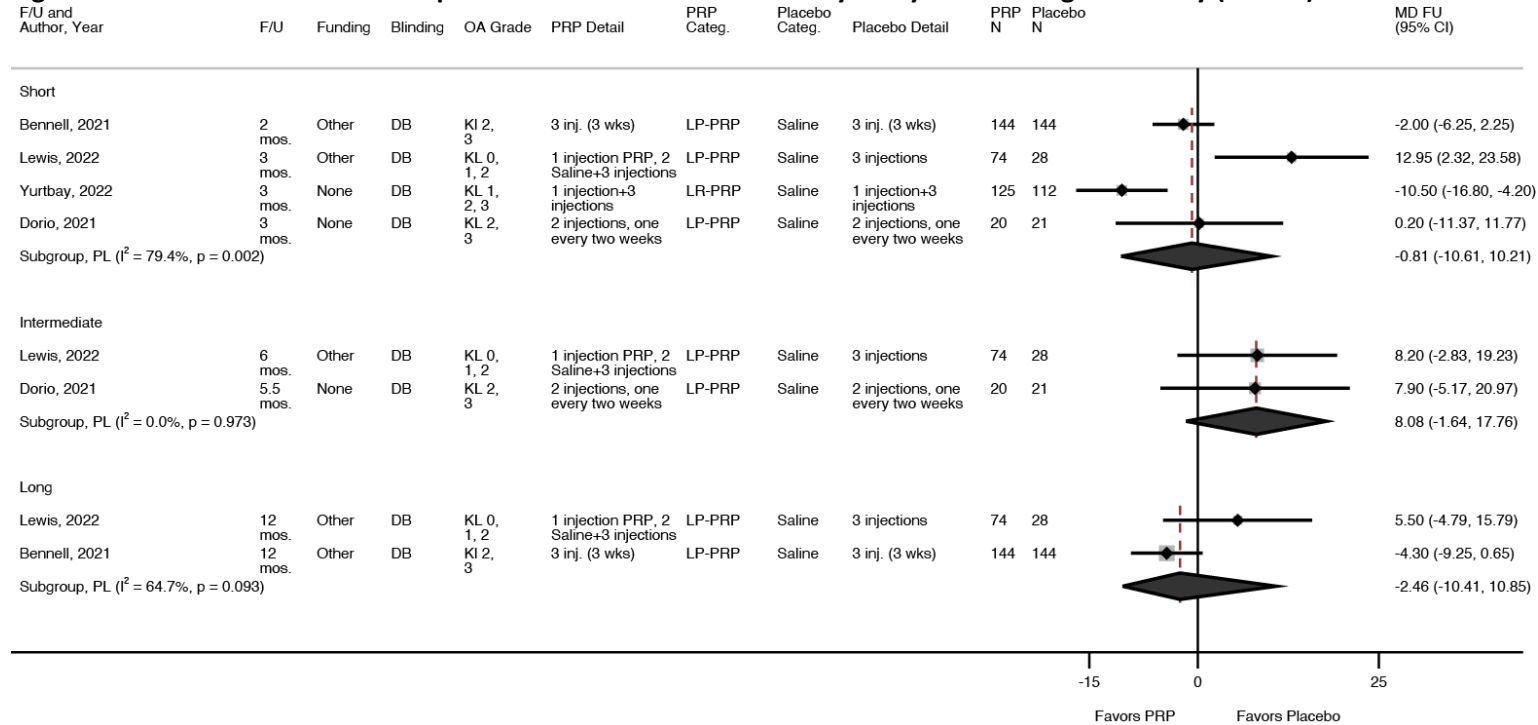 F/U and Author, Year F/U Funding Blinding OA Grade PRP Detail PRP Categ. Placebo Categ. Placebo Detail PRP N Placebo N MD FU (95% CI)
Short
Bennell, 2021 2 mos. Other DB Kl 2, 3 3 inj. (3 wks) LP-PRP Saline 3 inj. (3 wks) 144 144 -2.00 (-6.25, 2.25)
Lewis, 2022 3 mos. Other DB KL 0, 1, 2 1 injection PRP, 2 Saline+3 injections LP-PRP Saline 3 injections 74 28 12.95 (2.32, 23.58)
Yurtbay, 2022 3 mos. None DB KL 1, 2, 3 1 injection+3 injections LR-PRP Saline 1 injection+3 injections 125 112 -10.50 (-16.80, -4.20)
Dorio, 2021 3 mos. None DB KL 2, 3 2 injections, one every two weeks LP-PRP Saline 2 injections, one every two weeks 20 21 0.20 (-11.37, 11.77)
Subgroup, PL (I² = 79.4%, p = 0.002) -0.81 (-10.61, 10.21)
Intermediate
Lewis, 2022 6 mos. Other DB KL 0, 1, 2 1 injection PRP, 2 Saline+3 injections LP-PRP Saline 3 injections 74 28 8.20 (-2.83, 19.23)
Dorio, 2021 5.5 mos. None DB KL 2, 3 2 injections, one every two weeks LP-PRP Saline 2 injections, one every two weeks 20 21 7.90 (-5.17, 20.97)
Subgroup, PL (I² = 0.0%, p = 0.973) 8.08 (-1.64, 17.76)
Long
Lewis, 2022 12 mos. Other DB KL 0, 1, 2 1 injection PRP, 2 Saline+3 injections LP-PRP Saline 3 injections 74 28 5.50 (-4.79, 15.79)
Bennell, 2021 12 mos. Other DB Kl 2, 3 3 inj. (3 wks) LP-PRP Saline 3 inj. (3 wks) 144 144 -4.30 (-9.25, 0.65)
Subgroup, PL (I² = 64.7%, p = 0.093) -2.46 (-10.41, 10.85)
-15 0 25
Favors PRP Favors Placebo